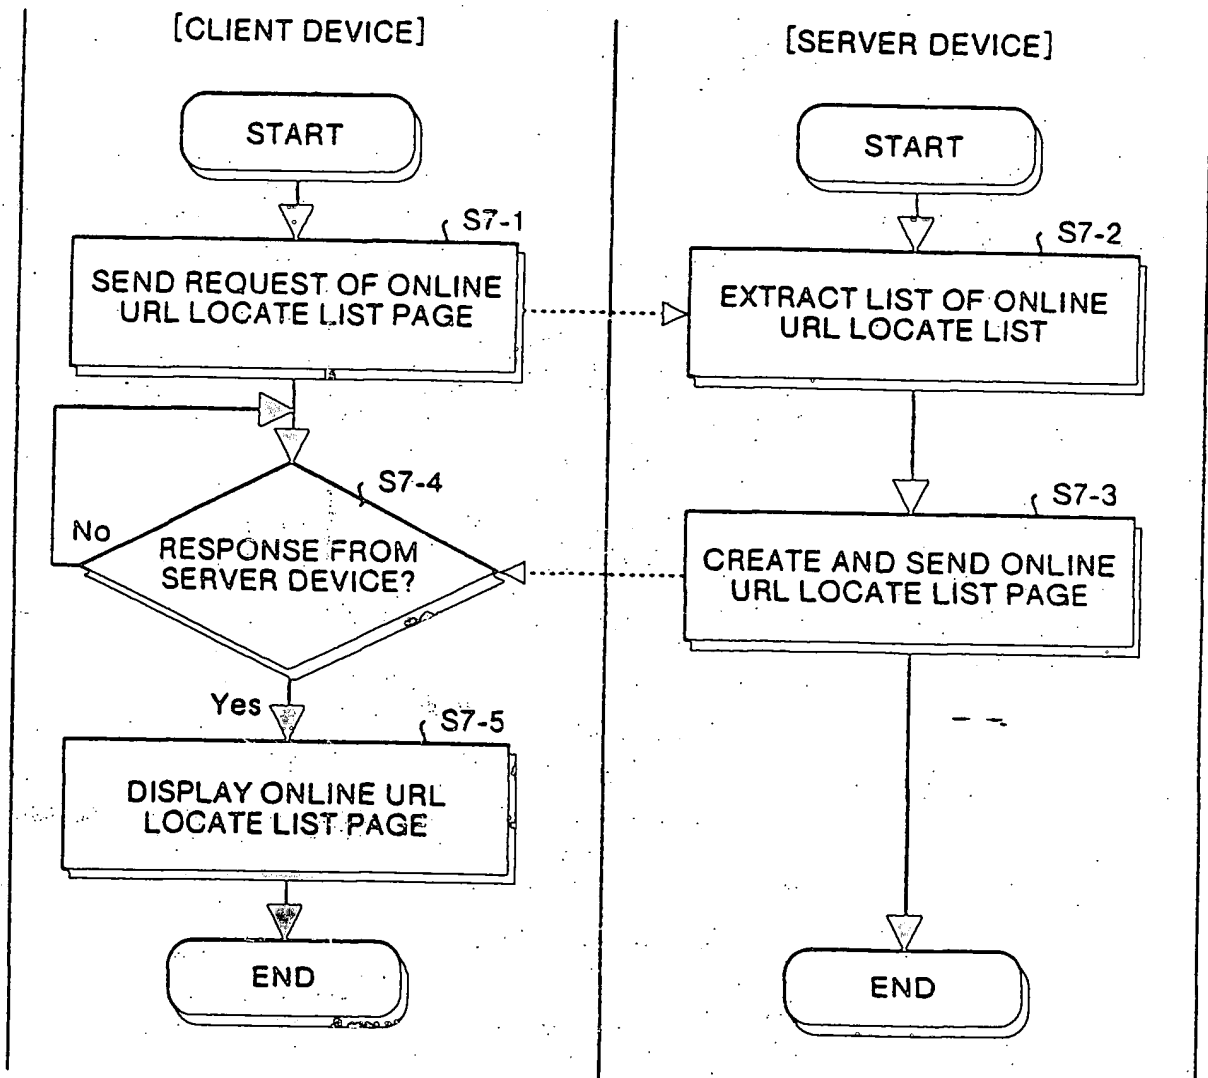 [CLIENT DEVICE]
[SERVER DEVICE]
START
START
S7-1
SEND REQUEST OF ONLINE
URL LOCATE LIST PAGE
S7-2
EXTRACT LIST OF ONLINE
URL LOCATE LIST
S7-4
No
RESPONSE FROM
SERVER DEVICE?
S7-3
CREATE AND SEND ONLINE
URL LOCATE LIST PAGE
Yes
S7-5
DISPLAY ONLINE URL
LOCATE LIST PAGE
END
END